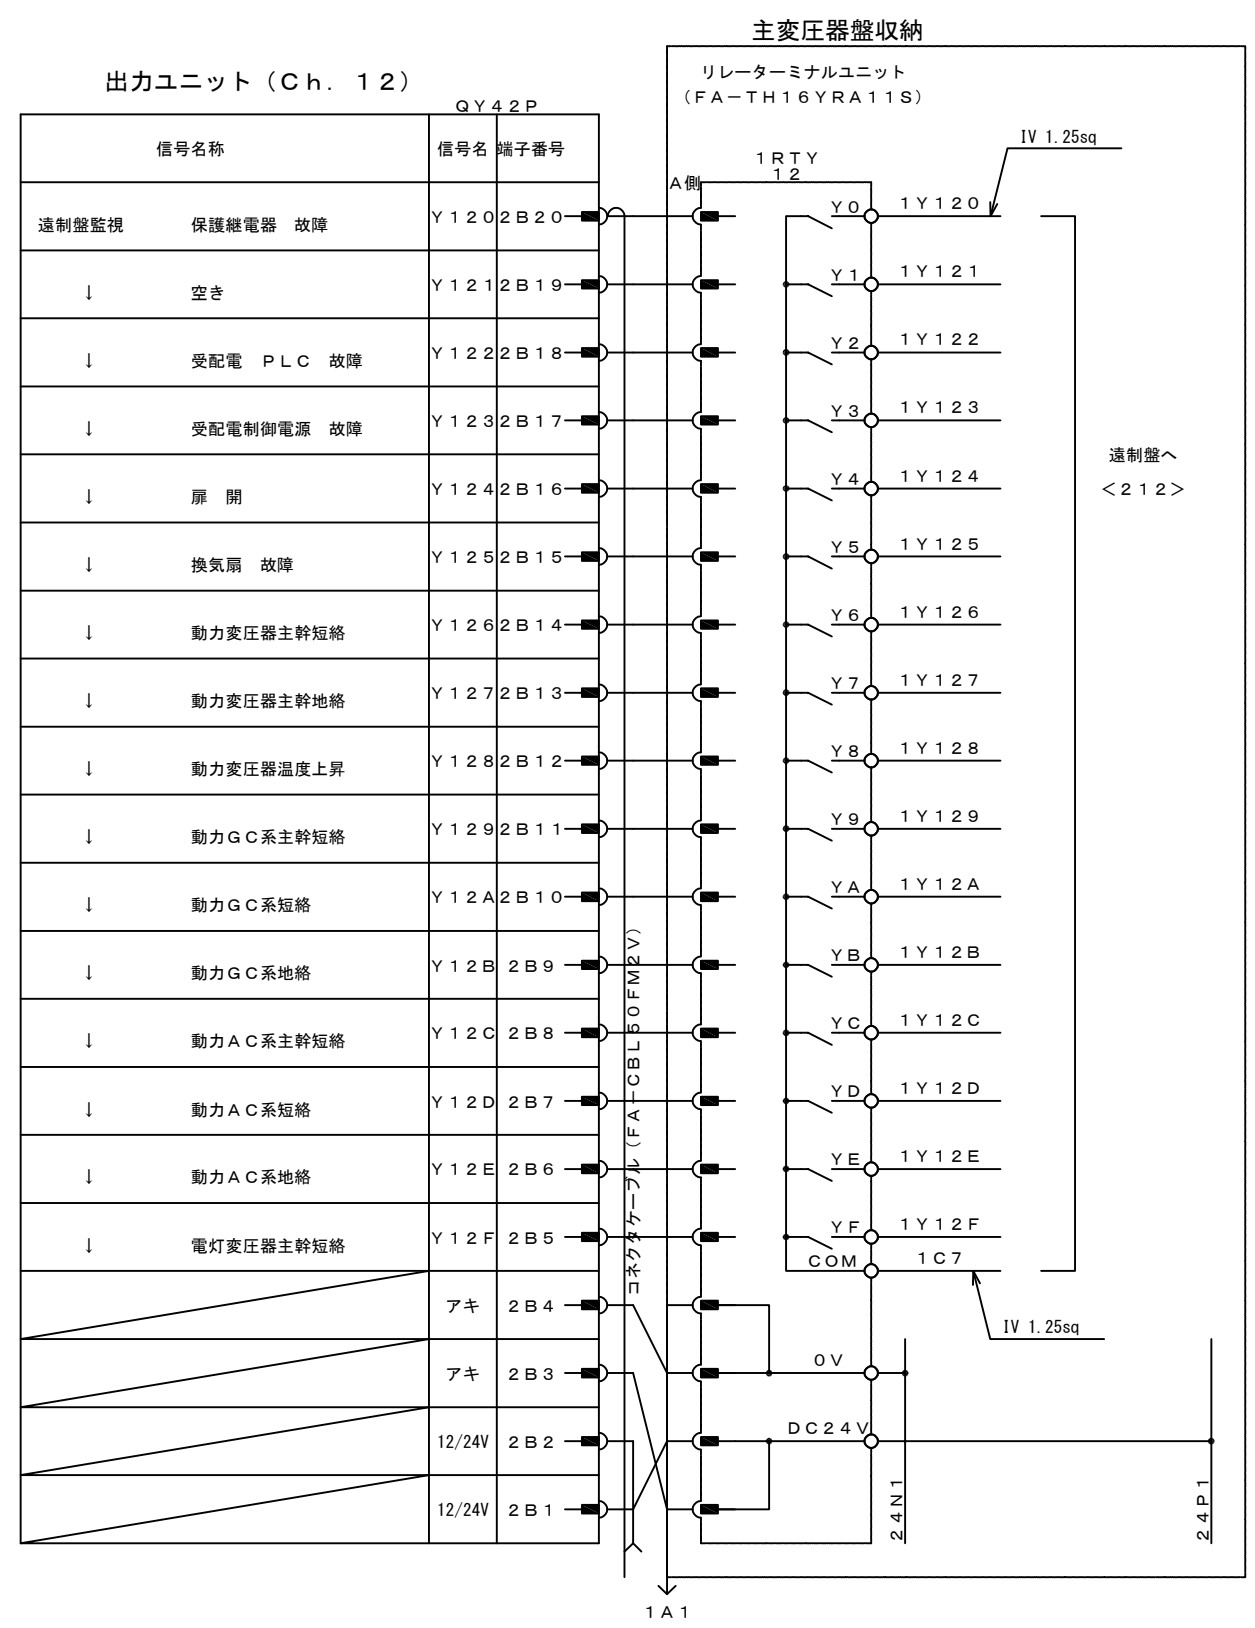 主変圧器盤収納
出力ユニット（Ｃｈ．１２）
リレーターミナルユニット
（ＦＡ－ＴＨ１６ＹＲＡ１１Ｓ）
ＱＹ４２Ｐ
信号名称 信号名 端子番号
IV 1.25sq
１ＲＴＹ
１２
Ａ側
遠制盤監視 保護継電器　故障 Ｙ１２０ ２Ｂ２０ Ｙ０ １Ｙ１２０
↓ 空き Ｙ１２１ ２Ｂ１９ Ｙ１ １Ｙ１２１
↓ 受配電　ＰＬＣ　故障 Ｙ１２２ ２Ｂ１８ Ｙ２ １Ｙ１２２
↓ 受配電制御電源　故障 Ｙ１２３ ２Ｂ１７ Ｙ３ １Ｙ１２３
遠制盤へ
＜２１２＞
↓ 扉　開 Ｙ１２４ ２Ｂ１６ Ｙ４ １Ｙ１２４
↓ 換気扇　故障 Ｙ１２５ ２Ｂ１５ Ｙ５ １Ｙ１２５
↓ 動力変圧器主幹短絡 Ｙ１２６ ２Ｂ１４ Ｙ６ １Ｙ１２６
↓ 動力変圧器主幹地絡 Ｙ１２７ ２Ｂ１３ Ｙ７ １Ｙ１２７
↓ 動力変圧器温度上昇 Ｙ１２８ ２Ｂ１２ Ｙ８ １Ｙ１２８
↓ 動力ＧＣ系主幹短絡 Ｙ１２９ ２Ｂ１１ Ｙ９ １Ｙ１２９
↓ 動力ＧＣ系短絡 Ｙ１２Ａ ２Ｂ１０ ＹＡ １Ｙ１２Ａ
↓ 動力ＧＣ系地絡 Ｙ１２Ｂ ２Ｂ９ ＹＢ １Ｙ１２Ｂ
↓ 動力ＡＣ系主幹短絡 Ｙ１２Ｃ ２Ｂ８ ＹＣ １Ｙ１２Ｃ
↓ 動力ＡＣ系短絡 Ｙ１２Ｄ ２Ｂ７ ＹＤ １Ｙ１２Ｄ
↓ 動力ＡＣ系地絡 Ｙ１２Ｅ ２Ｂ６ ＹＥ １Ｙ１２Ｅ
↓ 電灯変圧器主幹短絡 Ｙ１２Ｆ ２Ｂ５ ＹＦ １Ｙ１２Ｆ
コネクタケーブル（ＦＡ－ＣＢＬ５０ＦＭ２Ｖ）
ＣＯＭ １Ｃ７
アキ ２Ｂ４
IV 1.25sq
アキ ２Ｂ３ ０Ｖ
12/24V ２Ｂ２ ＤＣ２４Ｖ
12/24V ２Ｂ１
２４Ｎ１
２４Ｐ１
１Ａ１